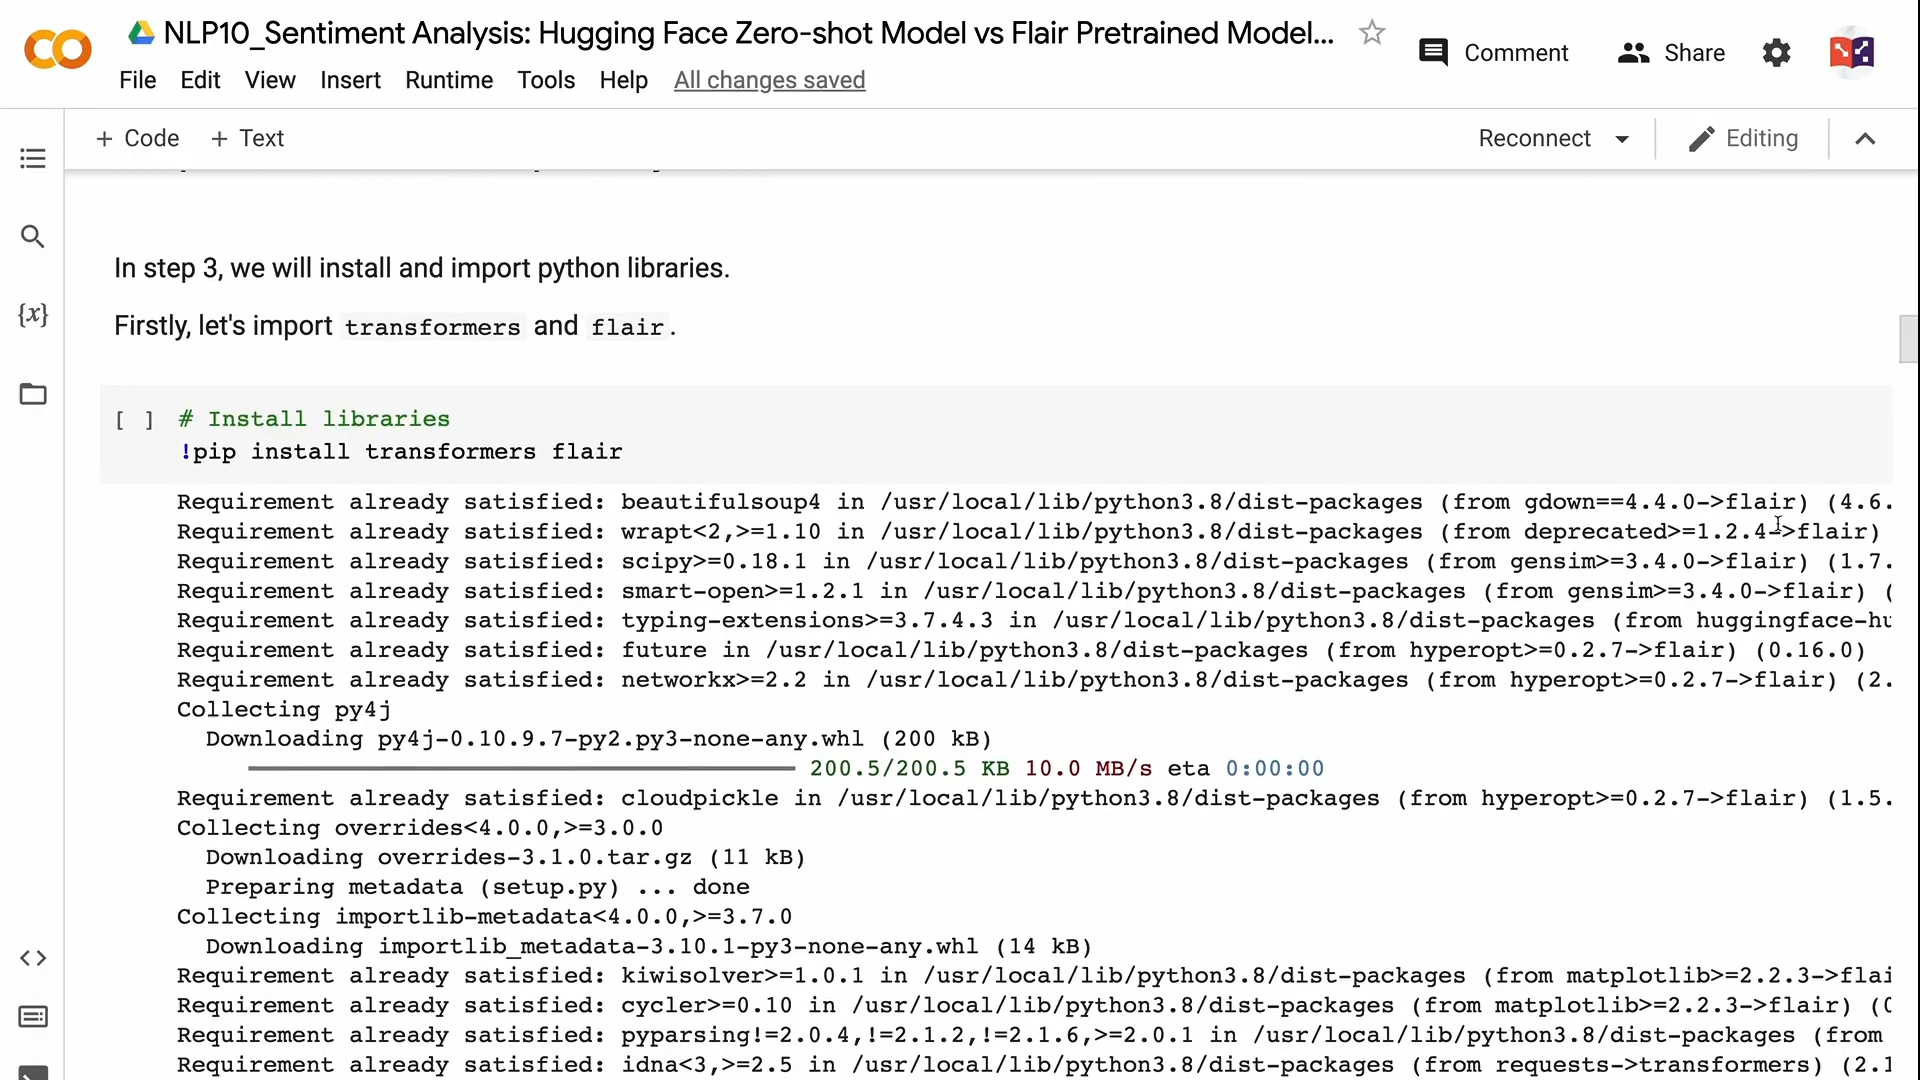 NLP10_Sentiment Analysis: Hugging Face Zero-shot Model vs Flair Pretrained Model...
Comment
Share
File Edit View Insert Runtime Tools Help All changes saved
+ Code + Text
Reconnect
Editing
In step 3, we will install and import python libraries.
Firstly, let's import transformers and flair.
[ ] # Install libraries
!pip install transformers flair
Requirement already satisfied: beautifulsoup4 in /usr/local/lib/python3.8/dist-packages (from gdown==4.4.0->flair) (4.6.
Requirement already satisfied: wrapt<2,>=1.10 in /usr/local/lib/python3.8/dist-packages (from deprecated>=1.2.4->flair)
Requirement already satisfied: scipy>=0.18.1 in /usr/local/lib/python3.8/dist-packages (from gensim>=3.4.0->flair) (1.7.
Requirement already satisfied: smart-open>=1.2.1 in /usr/local/lib/python3.8/dist-packages (from gensim>=3.4.0->flair) (
Requirement already satisfied: typing-extensions>=3.7.4.3 in /usr/local/lib/python3.8/dist-packages (from huggingface-hu
Requirement already satisfied: future in /usr/local/lib/python3.8/dist-packages (from hyperopt>=0.2.7->flair) (0.16.0)
Requirement already satisfied: networkx>=2.2 in /usr/local/lib/python3.8/dist-packages (from hyperopt>=0.2.7->flair) (2.
Collecting py4j
Downloading py4j-0.10.9.7-py2.py3-none-any.whl (200 kB)
200.5/200.5 KB 10.0 MB/s eta 0:00:00
Requirement already satisfied: cloudpickle in /usr/local/lib/python3.8/dist-packages (from hyperopt>=0.2.7->flair) (1.5.
Collecting overrides<4.0.0,>=3.0.0
Downloading overrides-3.1.0.tar.gz (11 kB)
Preparing metadata (setup.py) ... done
Collecting importlib-metadata<4.0.0,>=3.7.0
Downloading importlib_metadata-3.10.1-py3-none-any.whl (14 kB)
Requirement already satisfied: kiwisolver>=1.0.1 in /usr/local/lib/python3.8/dist-packages (from matplotlib>=2.2.3->flai
Requirement already satisfied: cycler>=0.10 in /usr/local/lib/python3.8/dist-packages (from matplotlib>=2.2.3->flair) (0
Requirement already satisfied: pyparsing!=2.0.4,!=2.1.2,!=2.1.6,>=2.0.1 in /usr/local/lib/python3.8/dist-packages (from
Requirement already satisfied: idna<3,>=2.5 in /usr/local/lib/python3.8/dist-packages (from requests->transformers) (2.1